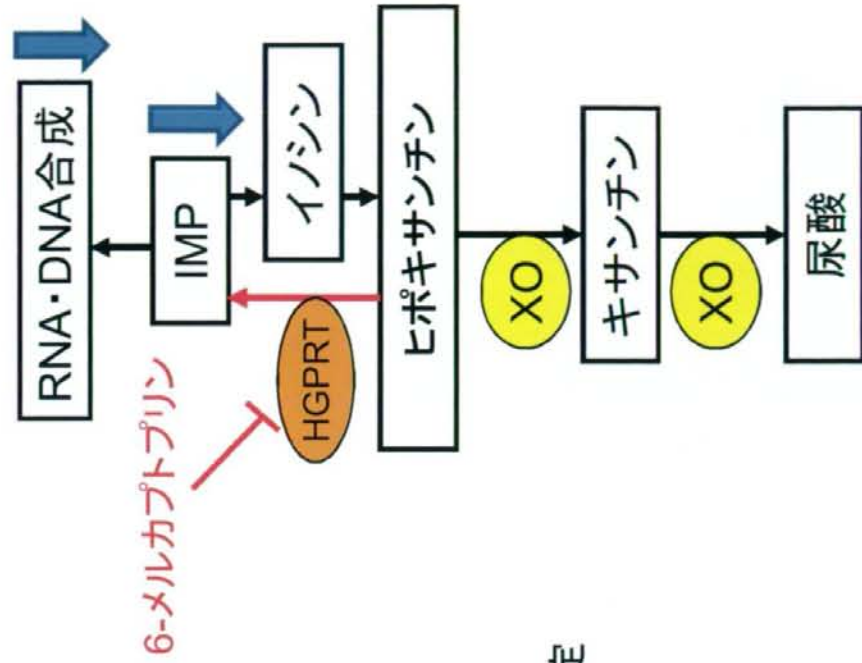 RNA・DNA合成
IMP
イノシン
6-メルカプトプリン
HGPRT
ヒポキサンチン
XO
キサンチン
XO
尿酸